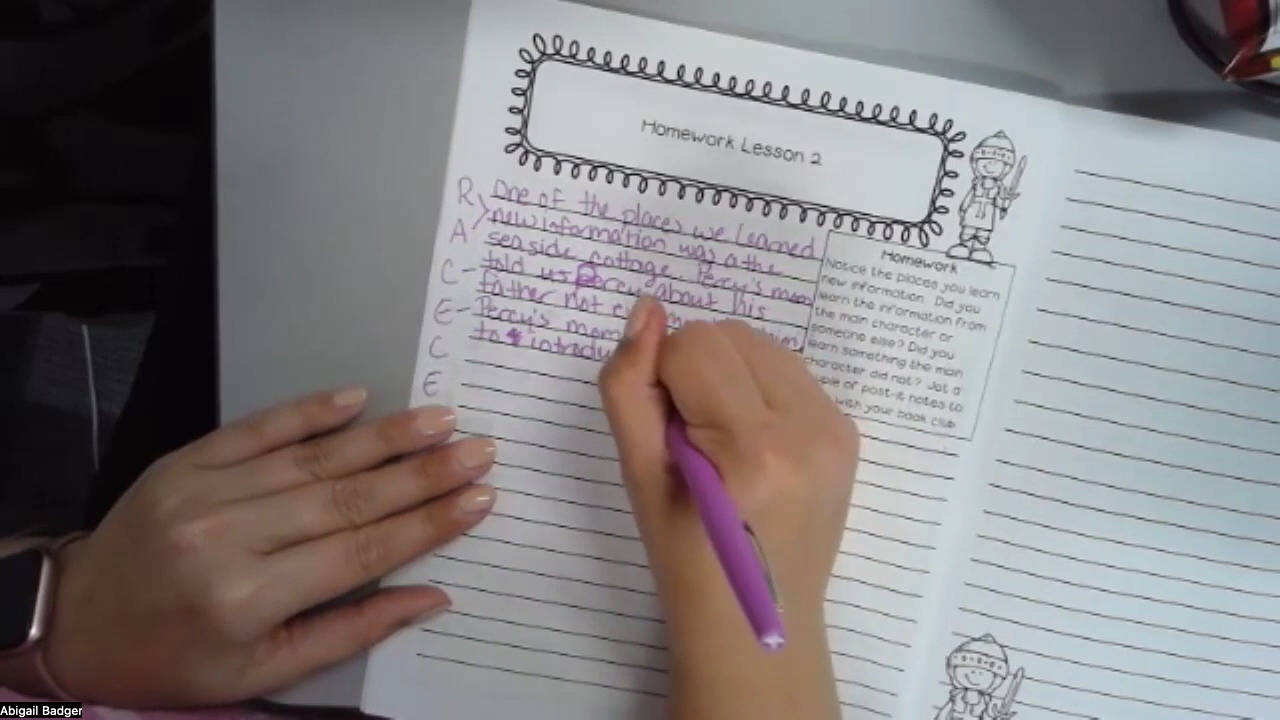 Homework Lesson 2
R One of the places we learned
new information was a the
A seaside cottage. Percy's mom
C - told us Percy about his
E - father not
Percy's mom
C to introdu
E
Homework
Notice the places you learn
new information. Did you
learn the information from
the main character or
someone else? Did you
learn something the main
character did not? Jot a
of post-it notes to
with your book club
Abigail Badger